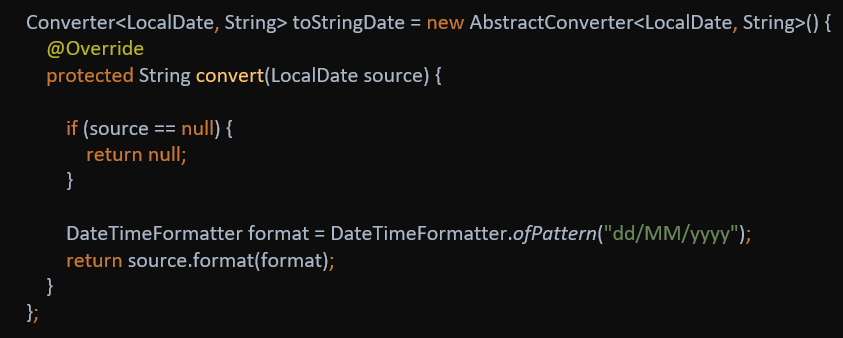 Converter<LocalDate, String> toStringDate = new AbstractConverter<LocalDate, String>() {
@Override
protected String convert(LocalDate source) {
if (source == null) {
return null;
}
DateTimeFormatter format = DateTimeFormatter.ofPattern("dd/MM/yyyy");
return source.format(format);
}
};